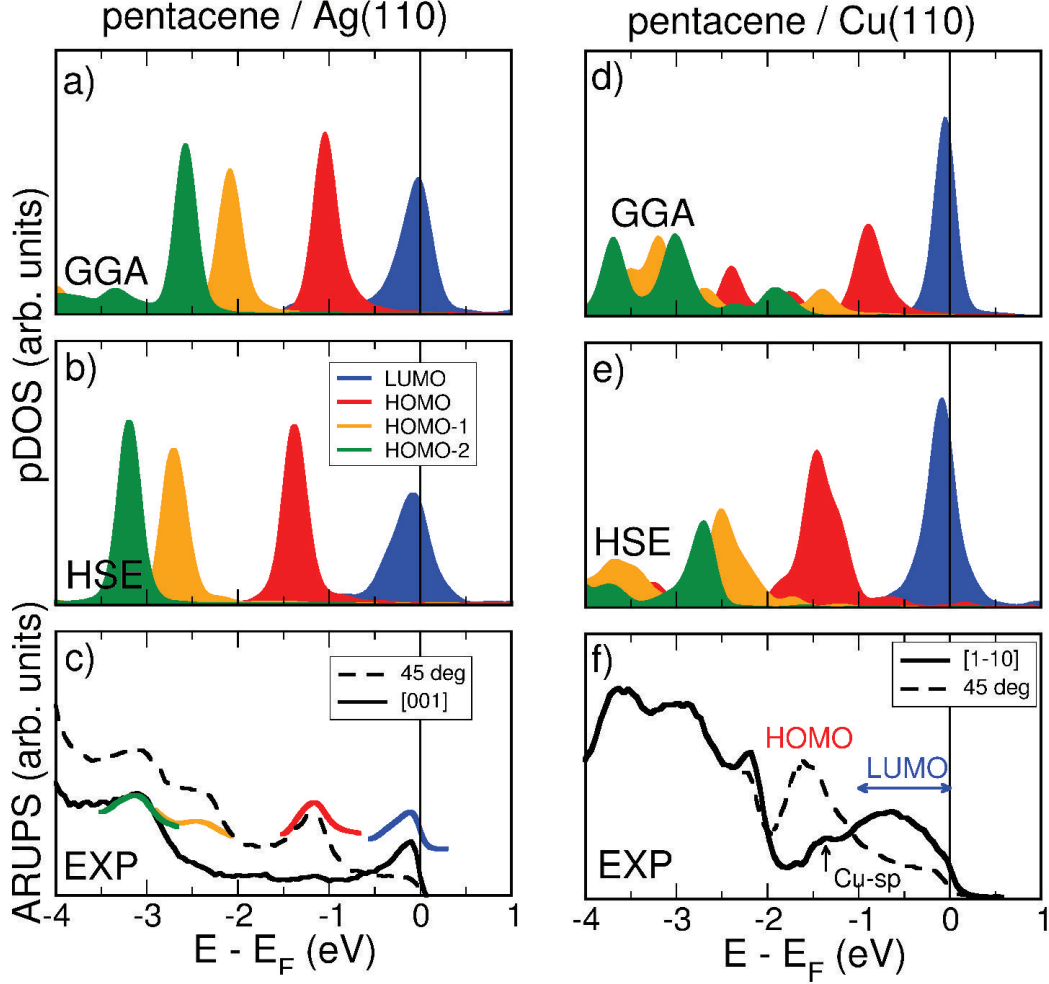 pentacene / Ag(110)
pentacene / Cu(110)
a)
GGA
d)
GGA
pDOS (arb. units)
b)
LUMO
HOMO
HOMO-1
HOMO-2
HSE
e)
HSE
ARUPS (arb. units)
c)
45 deg
[001]
EXP
f)
[1-10]
45 deg
HOMO
LUMO
Cu-sp
EXP
-4 -3 -2 -1 0 1
-4 -3 -2 -1 0 1
E - E_F (eV)
E - E_F (eV)